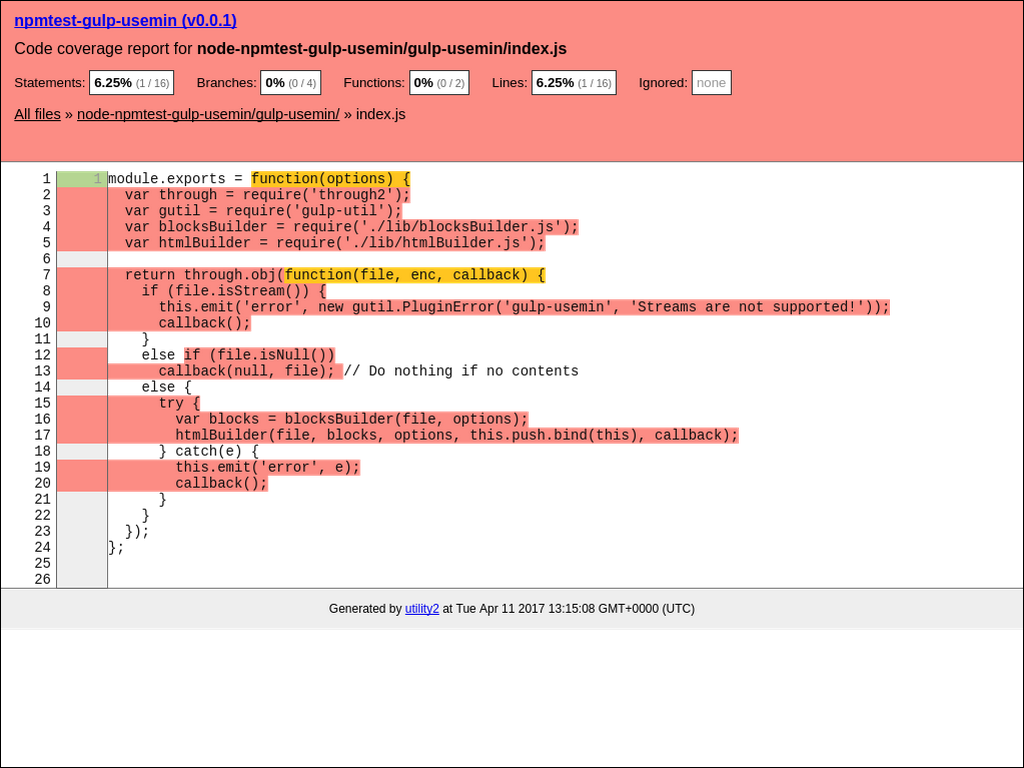 npmtest-gulp-usemin (v0.0.1)
Code coverage report for node-npmtest-gulp-usemin/gulp-usemin/index.js
Statements: 6.25% (1 / 16) Branches: 0% (0 / 4) Functions: 0% (0 / 2) Lines: 6.25% (1 / 16) Ignored: none
All files » node-npmtest-gulp-usemin/gulp-usemin/ » index.js
1 1 module.exports = function(options) {
2   var through = require('through2');
3   var gutil = require('gulp-util');
4   var blocksBuilder = require('./lib/blocksBuilder.js');
5   var htmlBuilder = require('./lib/htmlBuilder.js');
6
7   return through.obj(function(file, enc, callback) {
8     if (file.isStream()) {
9       this.emit('error', new gutil.PluginError('gulp-usemin', 'Streams are not supported!'));
10       callback();
11     }
12     else if (file.isNull())
13       callback(null, file); // Do nothing if no contents
14     else {
15       try {
16         var blocks = blocksBuilder(file, options);
17         htmlBuilder(file, blocks, options, this.push.bind(this), callback);
18       } catch(e) {
19         this.emit('error', e);
20         callback();
21       }
22     }
23   });
24 };
25
26
Generated by utility2 at Tue Apr 11 2017 13:15:08 GMT+0000 (UTC)